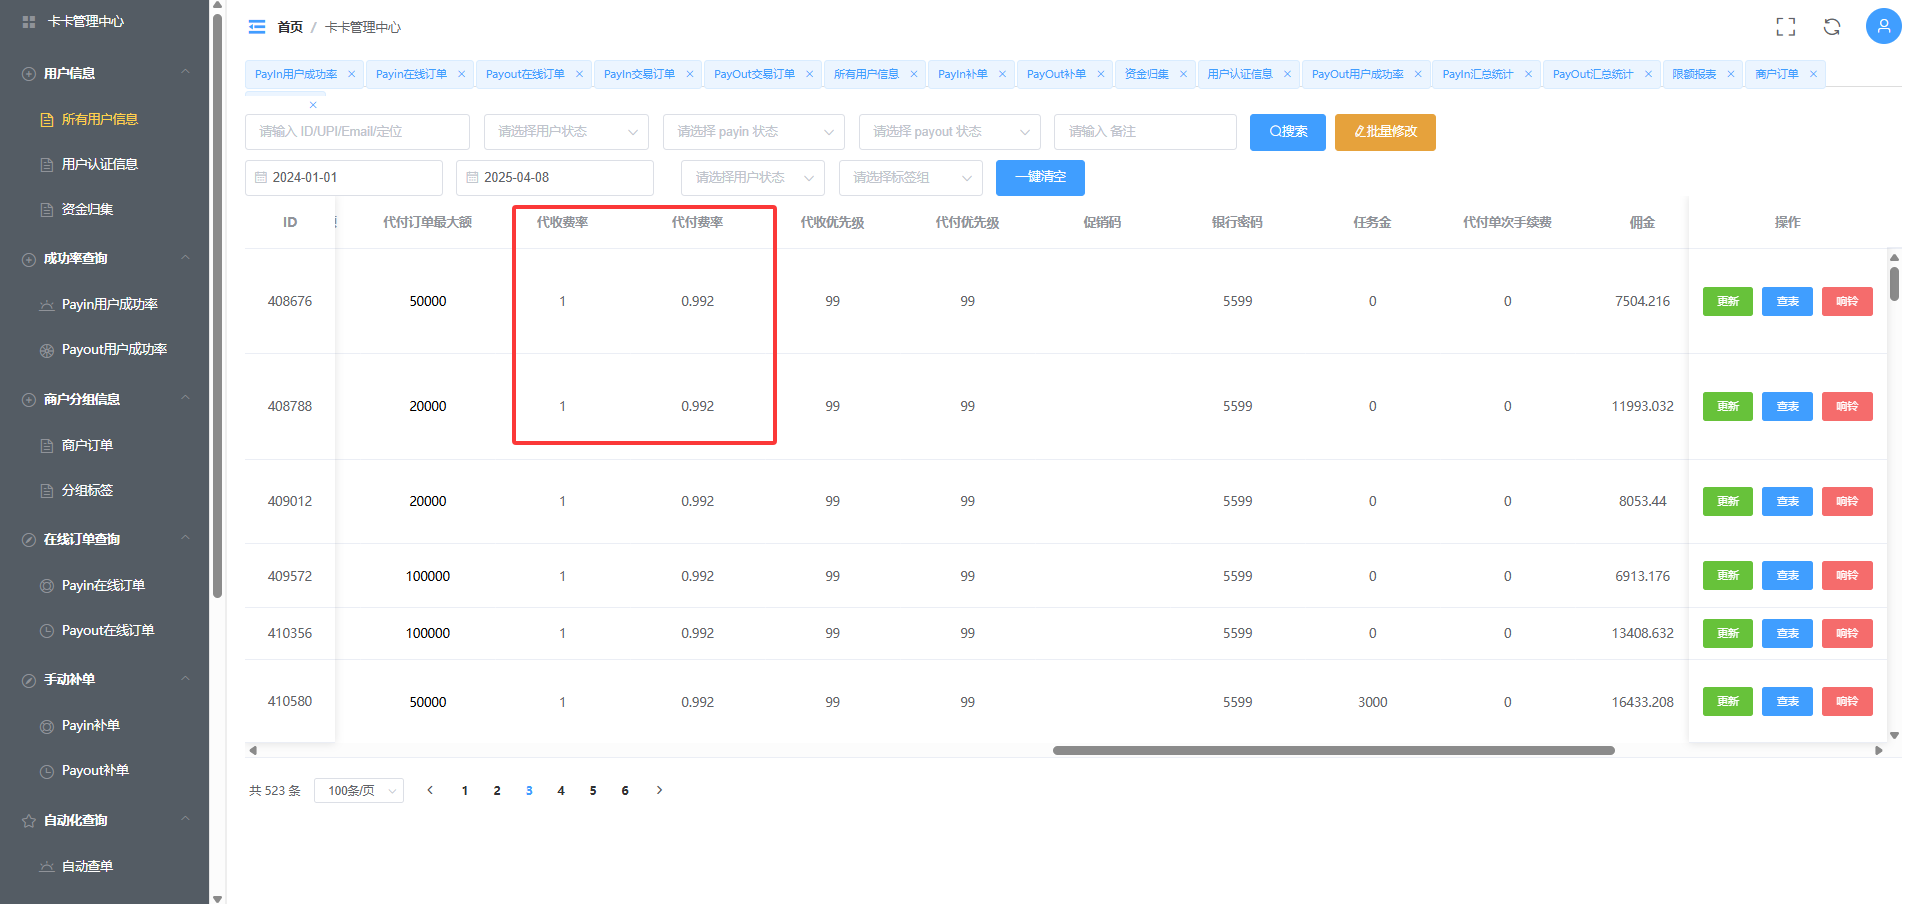 卡卡管理中心
用户信息
所有用户信息
用户认证信息
资金归集
成功率查询
Payin用户成功率
Payout用户成功率
商户分组信息
商户订单
分组标签
在线订单查询
Payin在线订单
Payout在线订单
手动补单
Payin补单
Payout补单
自动化查询
自动查单
首页 / 卡卡管理中心
PayIn用户成功率 Payin在线订单 Payout在线订单 PayIn交易订单 PayOut交易订单 所有用户信息 PayIn补单 PayOut补单 资金归集 用户认证信息 PayOut用户成功率 PayIn汇总统计 PayOut汇总统计 限额报表 商户订单
请输入 ID/UPI/Email/定位 请选择用户状态 请选择 payin 状态 请选择 payout 状态 请输入 备注 搜索 批量修改
2024-01-01 2025-04-08 请选择用户状态 请选择标签组 一键清空
ID 代付订单最大额 代收费率 代付费率 代收优先级 代付优先级 促销码 银行密码 任务金 代付单次手续费 佣金 操作
408676 50000 1 0.992 99 99 5599 0 0 7504.216 更新 查表 响铃
408788 20000 1 0.992 99 99 5599 0 0 11993.032 更新 查表 响铃
409012 20000 1 0.992 99 99 5599 0 0 8053.44 更新 查表 响铃
409572 100000 1 0.992 99 99 5599 0 0 6913.176 更新 查表 响铃
410356 100000 1 0.992 99 99 5599 0 0 13408.632 更新 查表 响铃
410580 50000 1 0.992 99 99 5599 3000 0 16433.208 更新 查表 响铃
共 523 条 100条/页 1 2 3 4 5 6